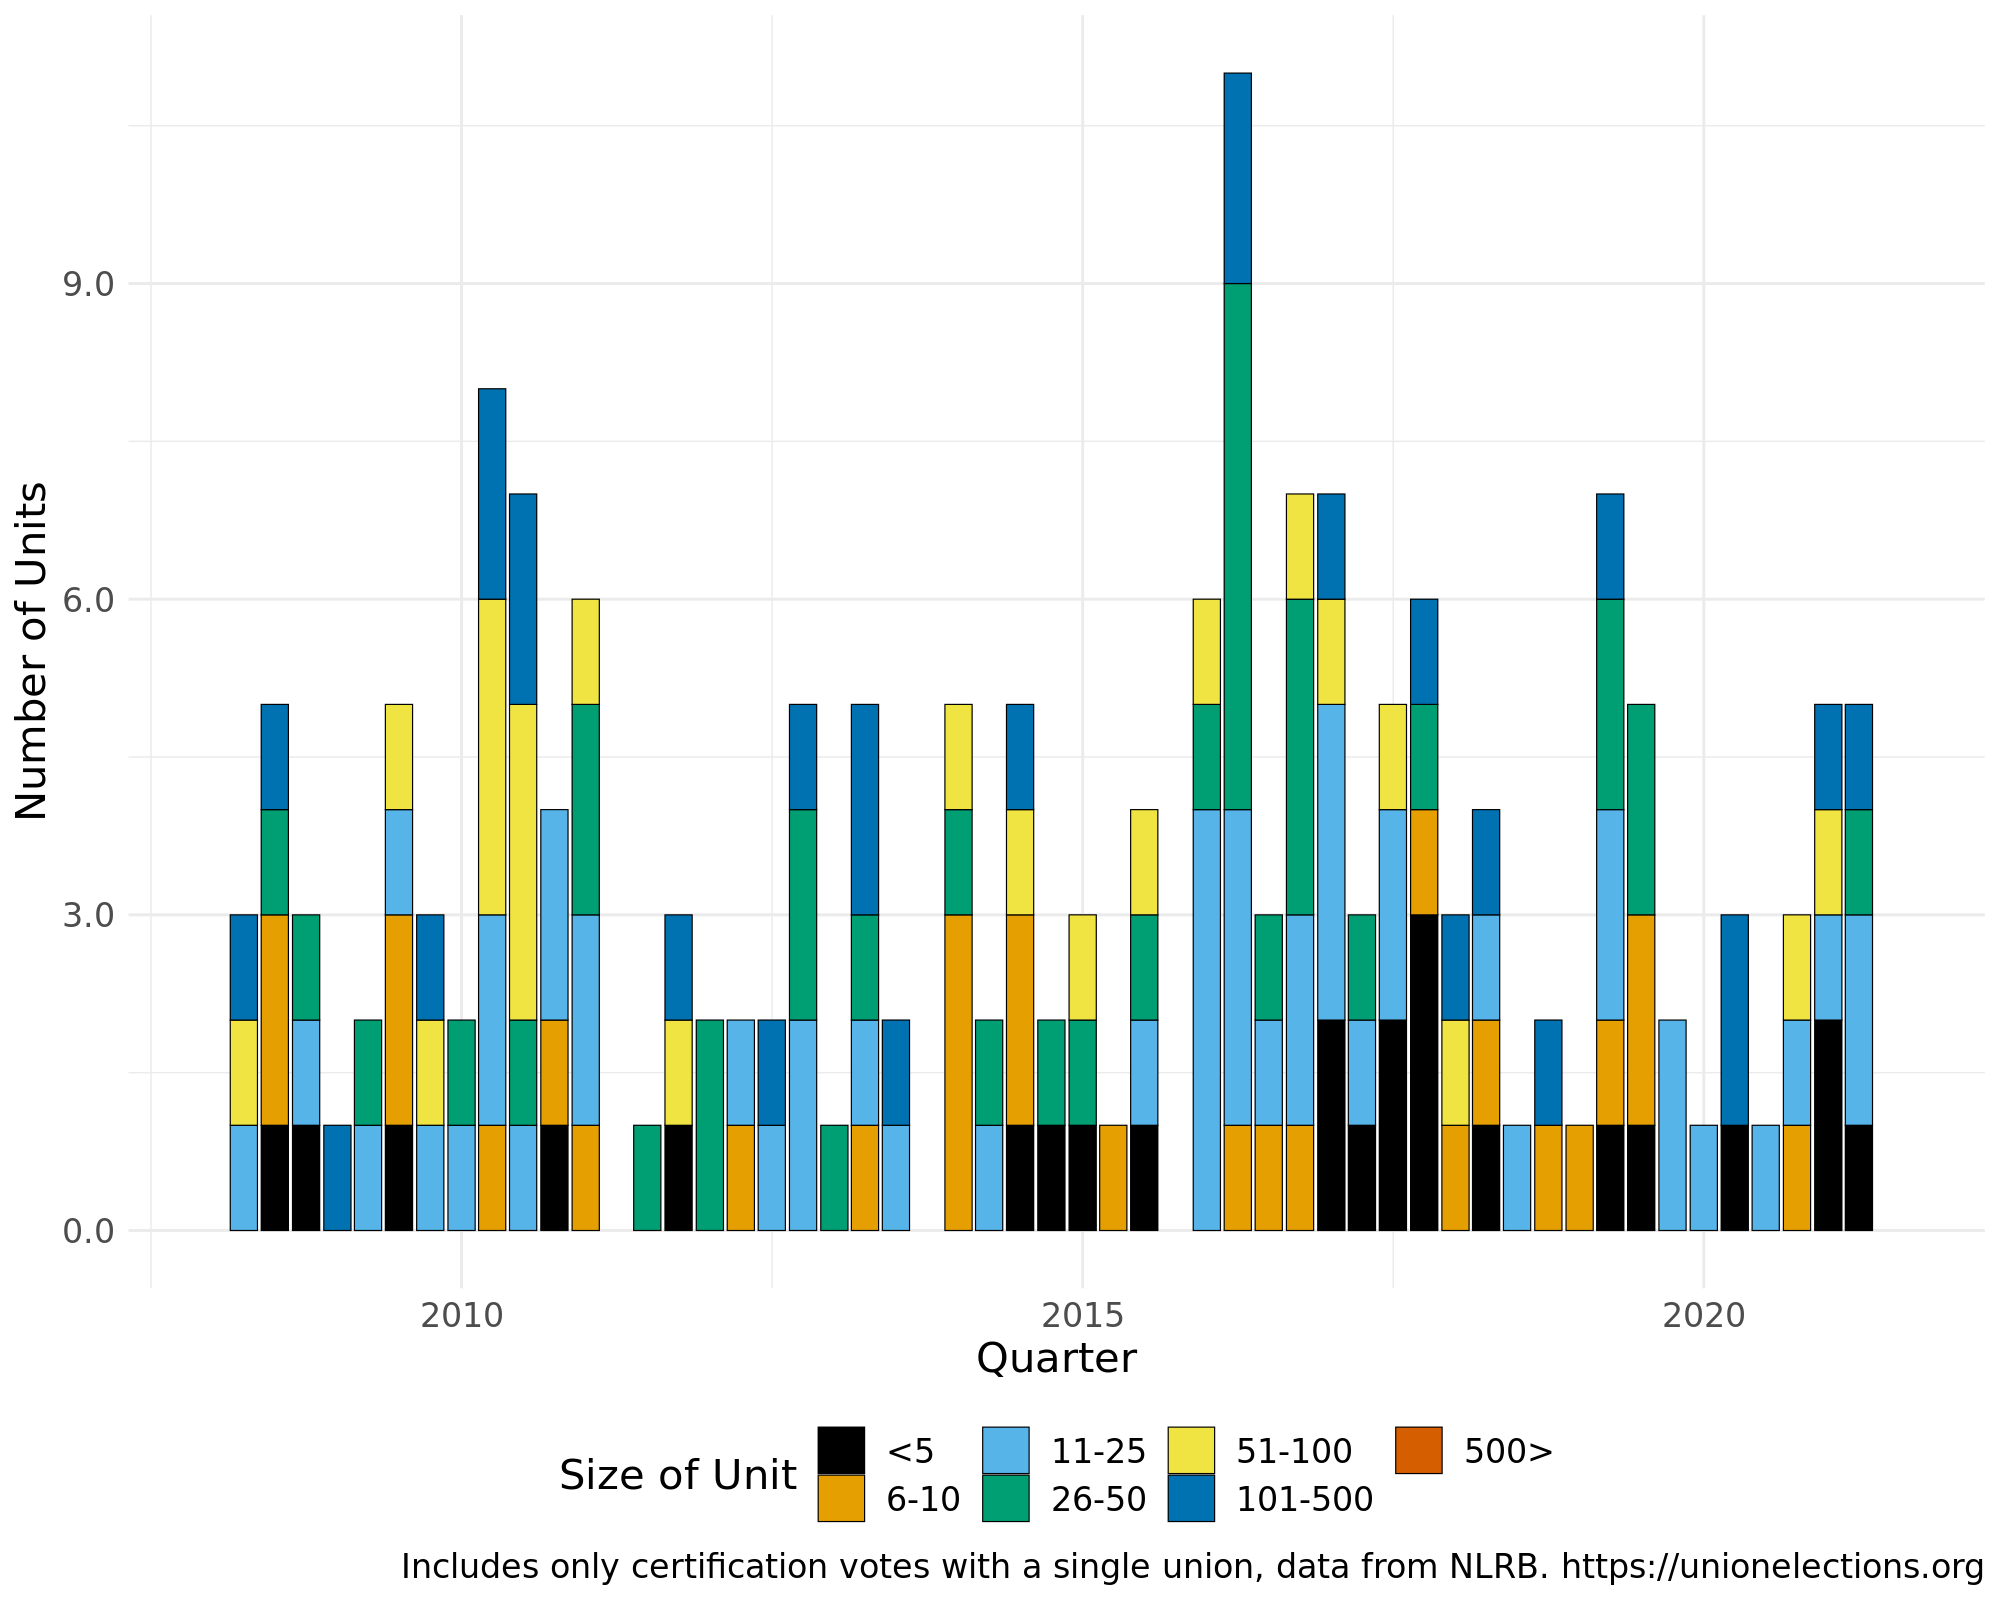 9.0
6.0
3.0
0.0
Number of Units
2010 2015 2020
Quarter
Size of Unit
<5 11-25 51-100 500>
6-10 26-50 101-500
Includes only certification votes with a single union, data from NLRB. https://unionelections.org